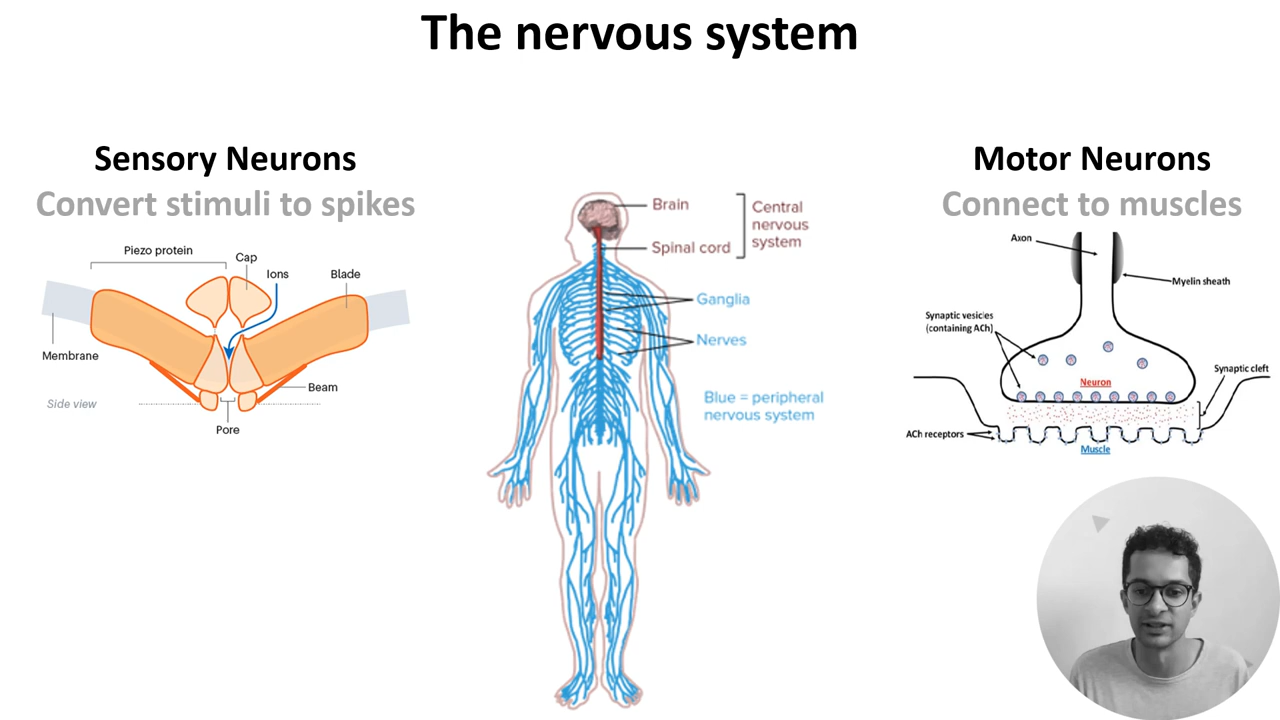 The nervous system
Sensory Neurons
Convert stimuli to spikes
Piezo protein
Cap
Ions
Blade
Membrane
Beam
Side view
Pore
Brain
Spinal cord
Central
nervous
system
Ganglia
Nerves
Blue = peripheral
nervous system
Motor Neurons
Connect to muscles
Axon
Myelin sheath
Synaptic vesicles
(containing ACh)
Neuron
Synaptic cleft
ACh receptors
Muscle